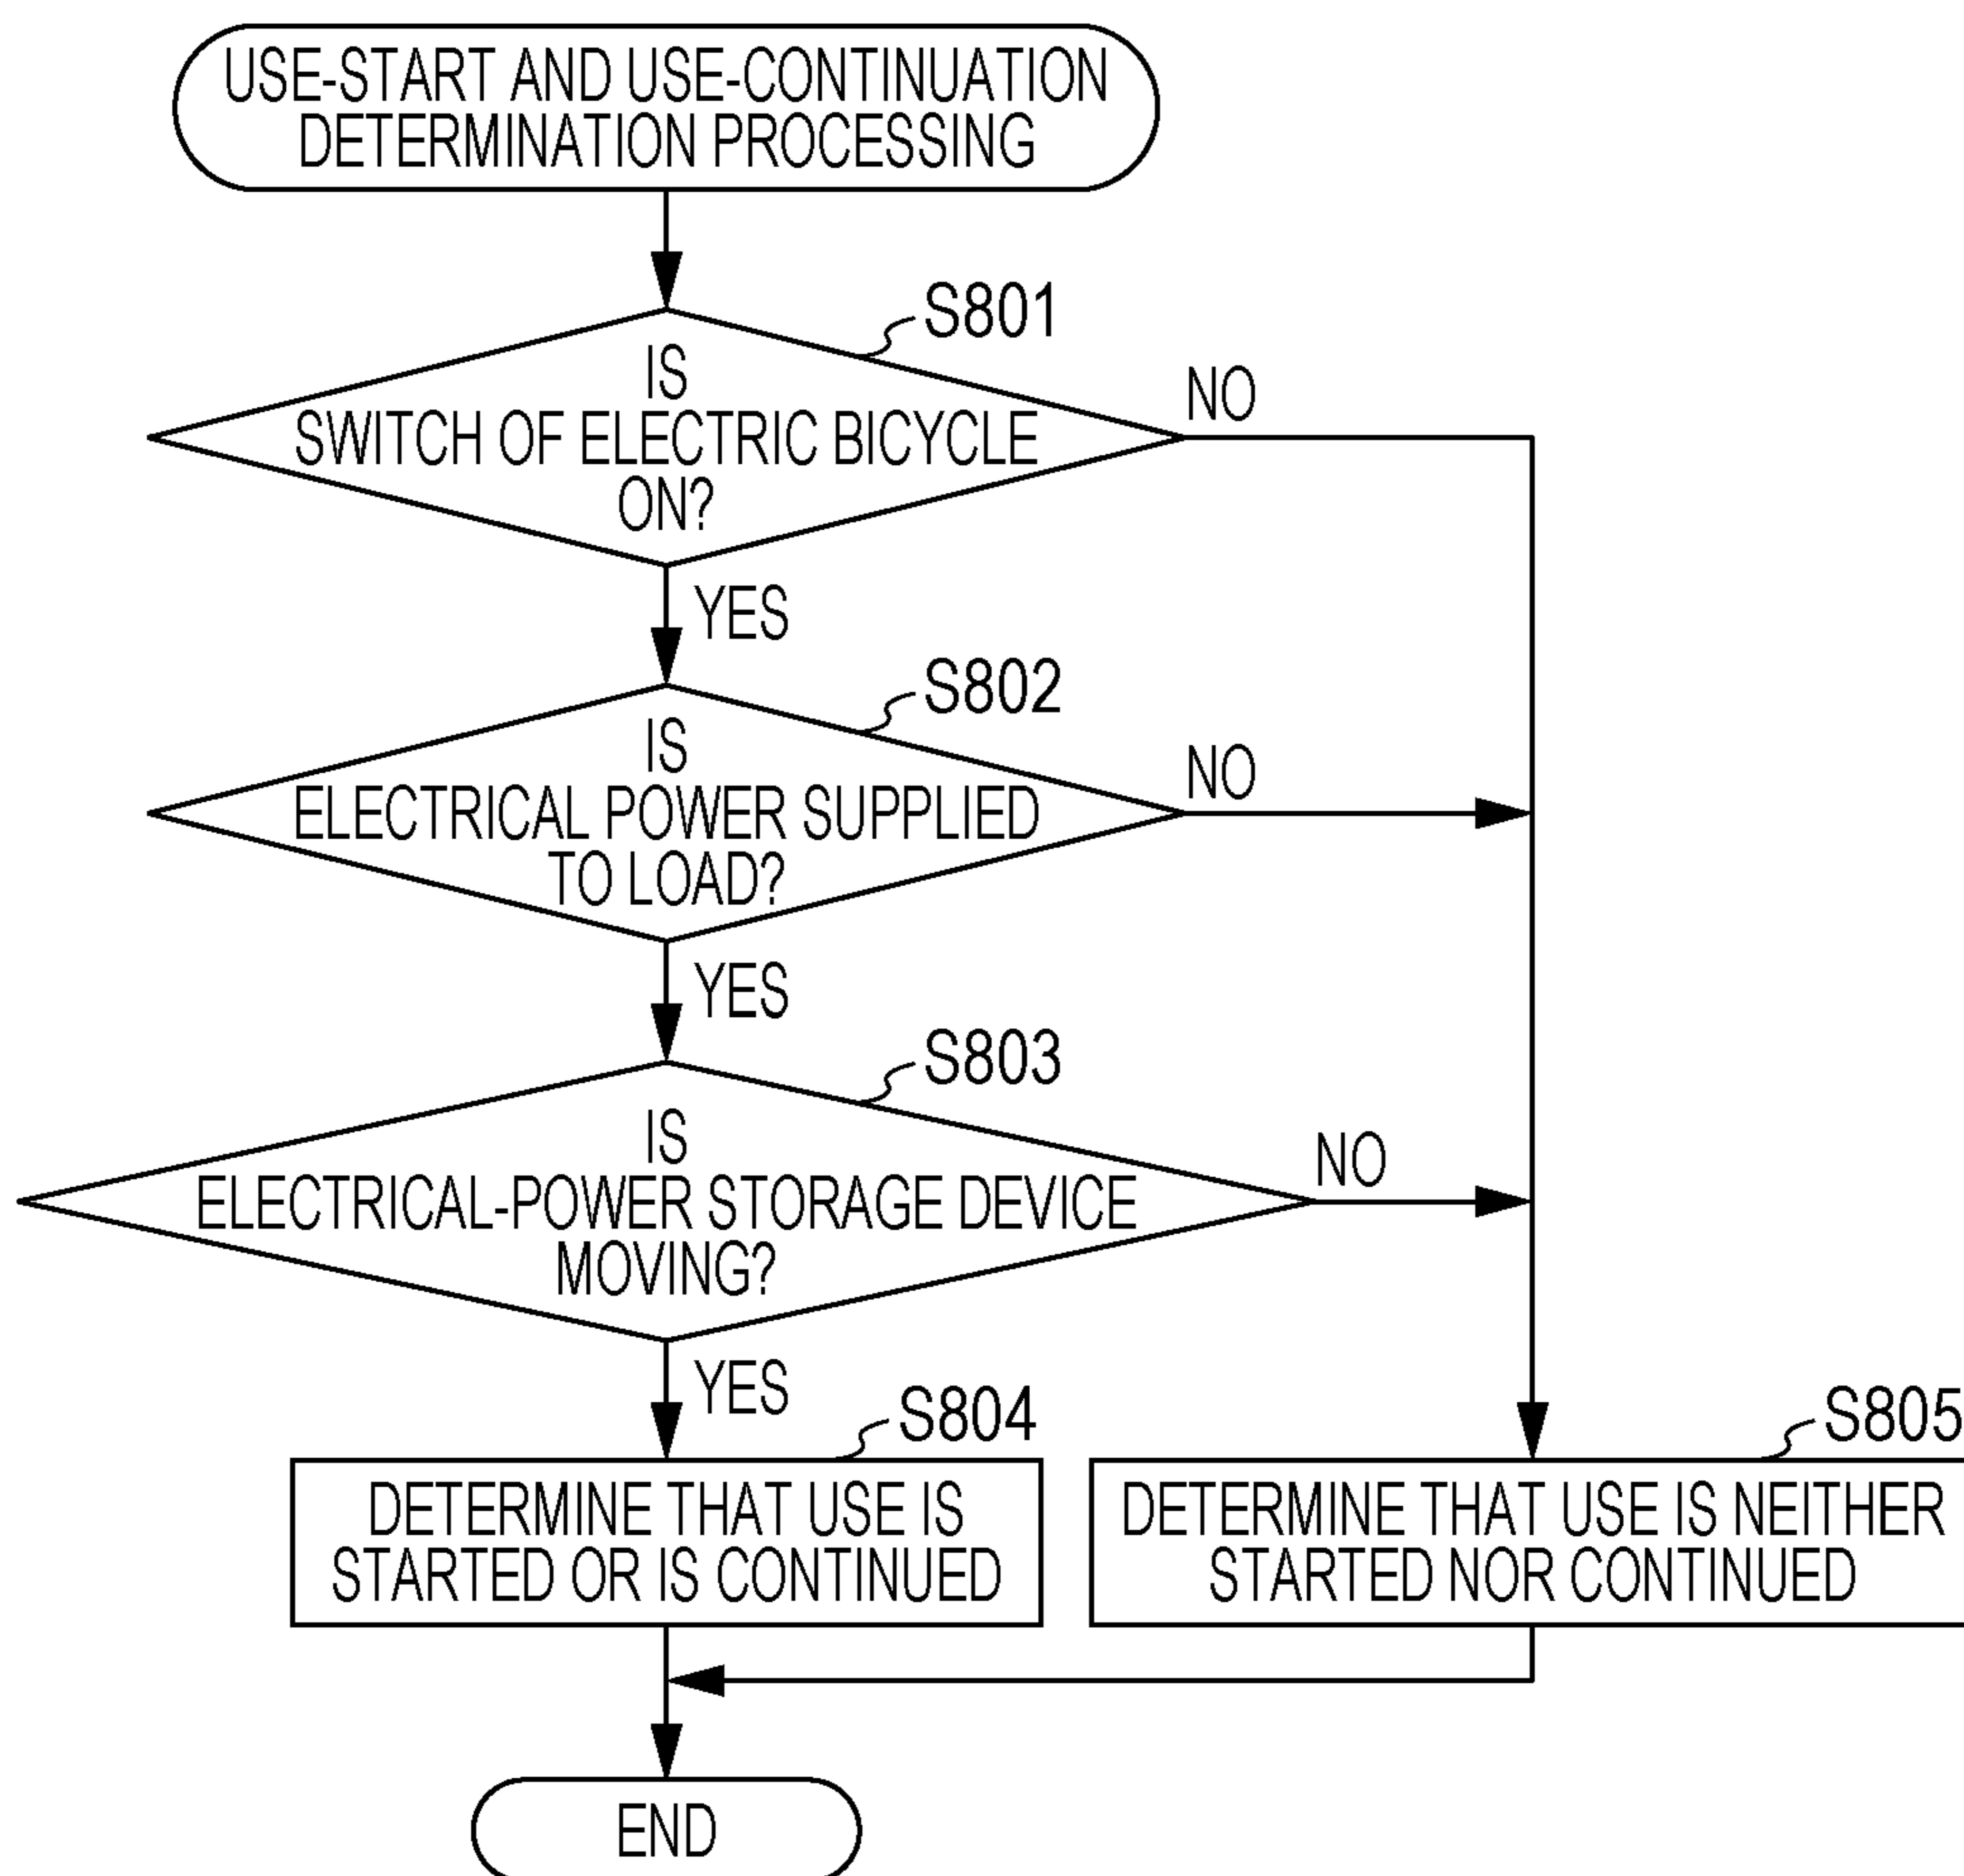 USE-START AND USE-CONTINUATION
DETERMINATION PROCESSING
S801
IS
SWITCH OF ELECTRIC BICYCLE
ON?
NO
YES
S802
IS
ELECTRICAL POWER SUPPLIED
TO LOAD?
NO
YES
S803
IS
ELECTRICAL-POWER STORAGE DEVICE
MOVING?
NO
YES
S804
DETERMINE THAT USE IS
STARTED OR IS CONTINUED
S805
DETERMINE THAT USE IS NEITHER
STARTED NOR CONTINUED
END